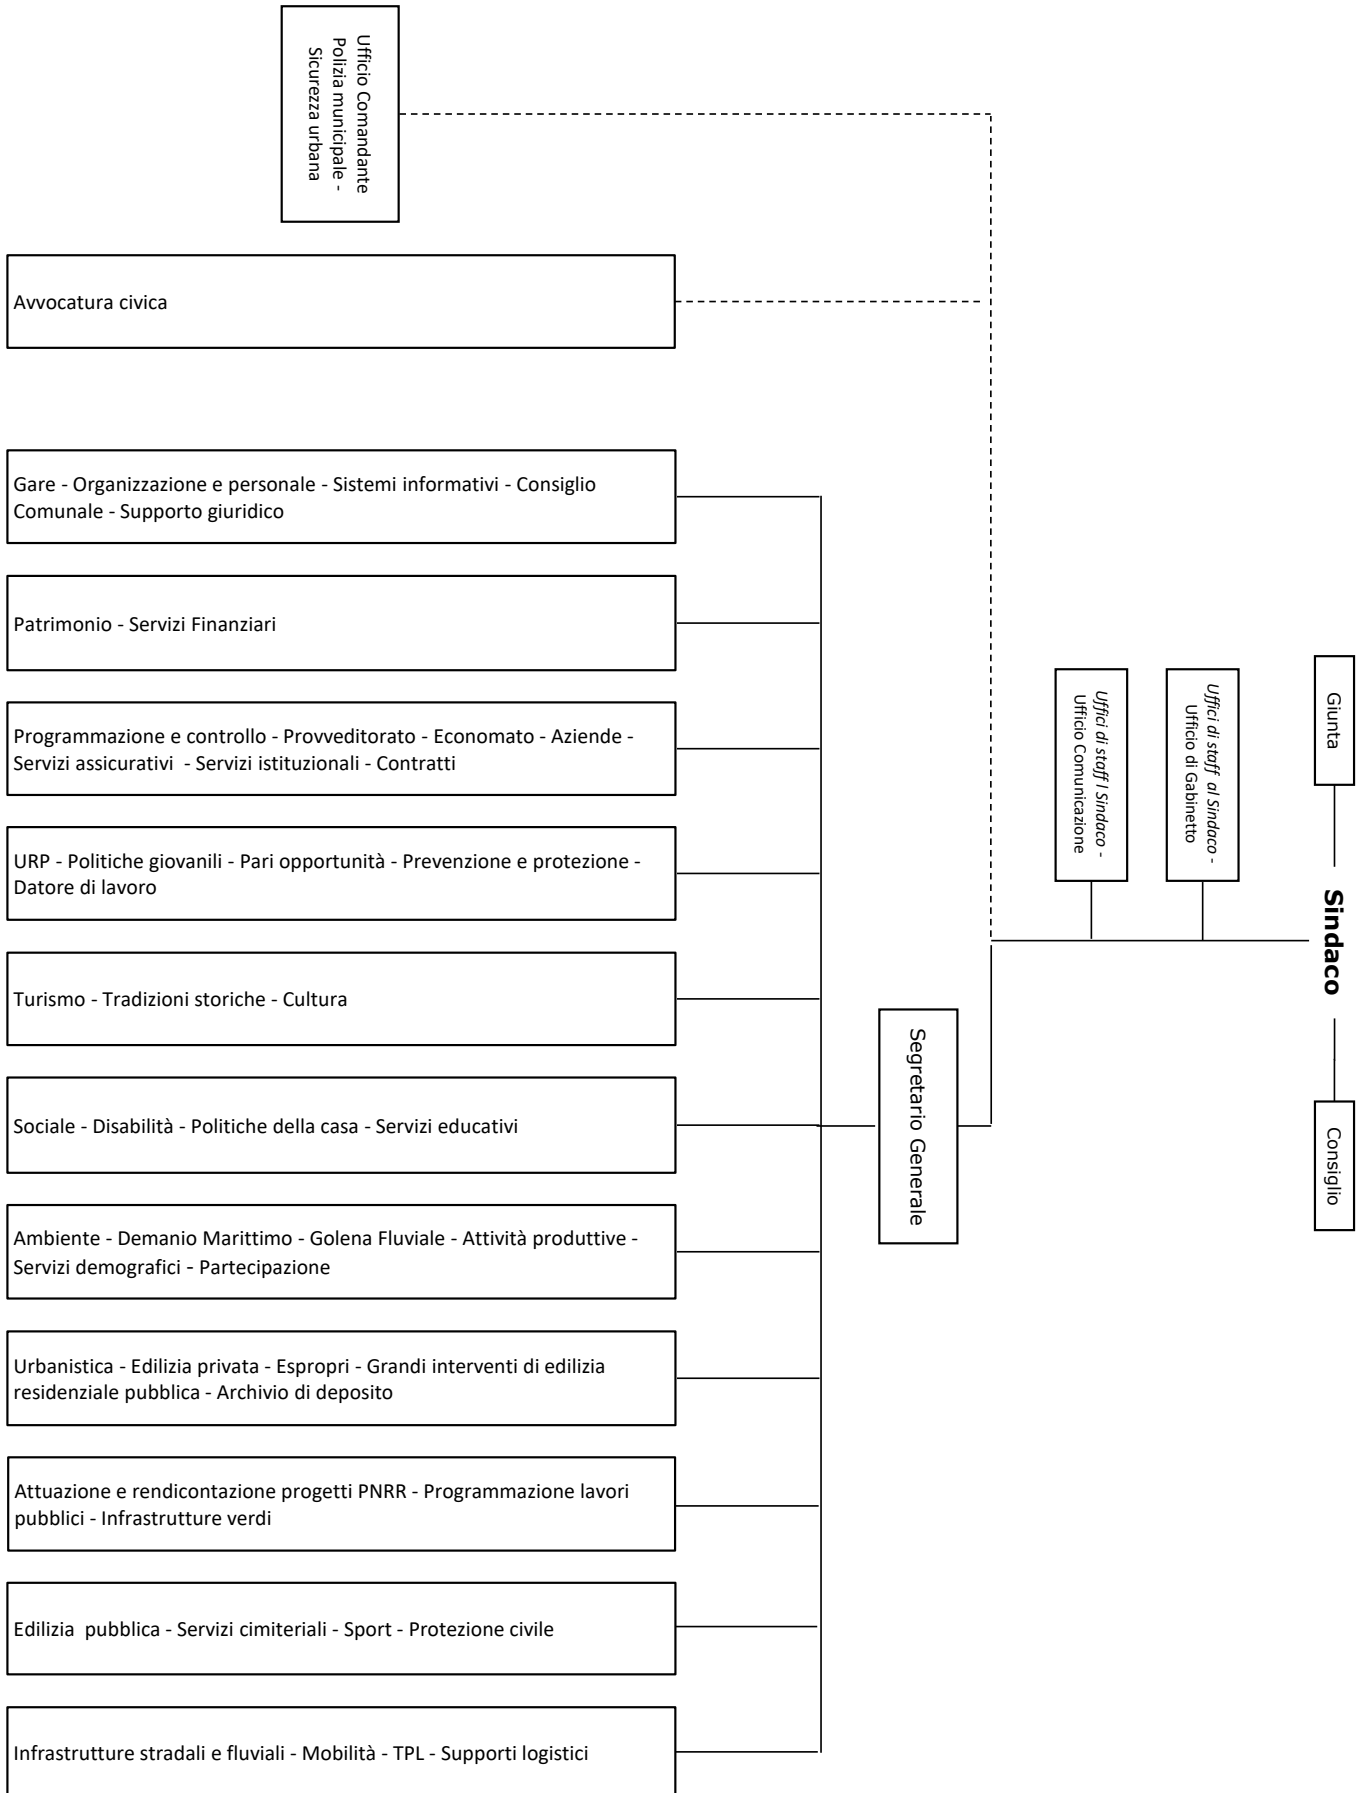 Giunta
Sindaco
Consiglio
Uffici di staff  al Sindaco -
Ufficio di Gabinetto
Uffici di staff l Sindaco -
Ufficio Comunicazione
Segretario Generale
Ufficio Comandante
Polizia municipale -
Sicurezza urbana
Avvocatura civica
Gare - Organizzazione e personale - Sistemi informativi - Consiglio
Comunale - Supporto giuridico
Patrimonio - Servizi Finanziari
Programmazione e controllo - Provveditorato - Economato - Aziende -
Servizi assicurativi  - Servizi istituzionali - Contratti
URP - Politiche giovanili - Pari opportunità - Prevenzione e protezione -
Datore di lavoro
Turismo - Tradizioni storiche - Cultura
Sociale - Disabilità - Politiche della casa - Servizi educativi
Ambiente - Demanio Marittimo - Golena Fluviale - Attività produttive -
Servizi demografici - Partecipazione
Urbanistica - Edilizia privata - Espropri - Grandi interventi di edilizia
residenziale pubblica - Archivio di deposito
Attuazione e rendicontazione progetti PNRR - Programmazione lavori
pubblici - Infrastrutture verdi
Edilizia  pubblica - Servizi cimiteriali - Sport - Protezione civile
Infrastrutture stradali e fluviali - Mobilità - TPL - Supporti logistici